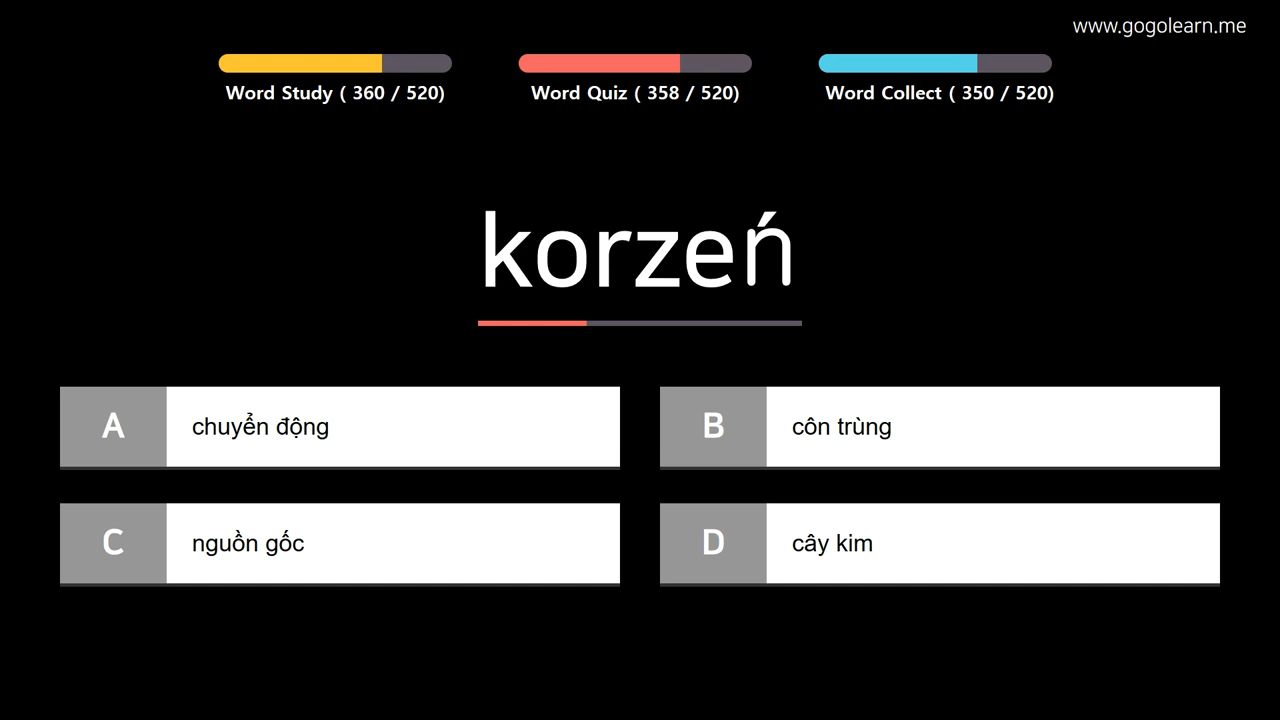 www.gogolearn.me
Word Study ( 360 / 520)
Word Quiz ( 358 / 520)
Word Collect ( 350 / 520)
korzeń
A chuyển động
B côn trùng
C nguồn gốc
D cây kim